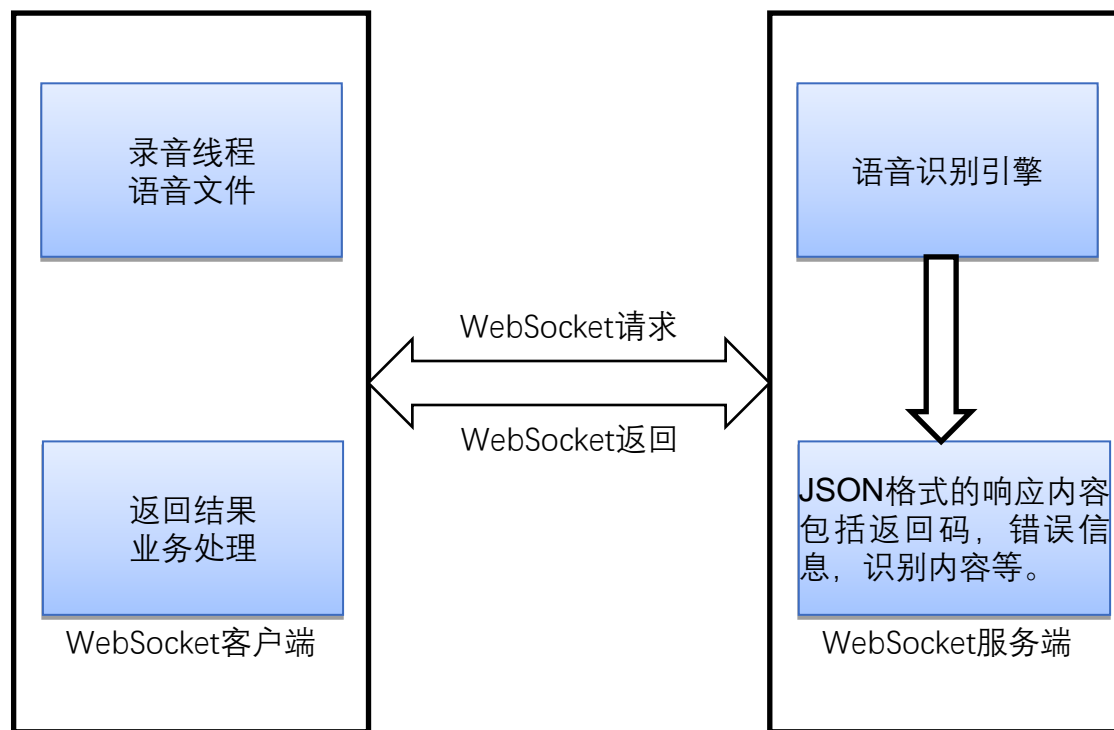 录音线程
语音文件
返回结果
业务处理
WebSocket客户端
WebSocket请求
WebSocket返回
语音识别引擎
JSON格式的响应内容
包括返回码，错误信
息，识别内容等。
WebSocket服务端